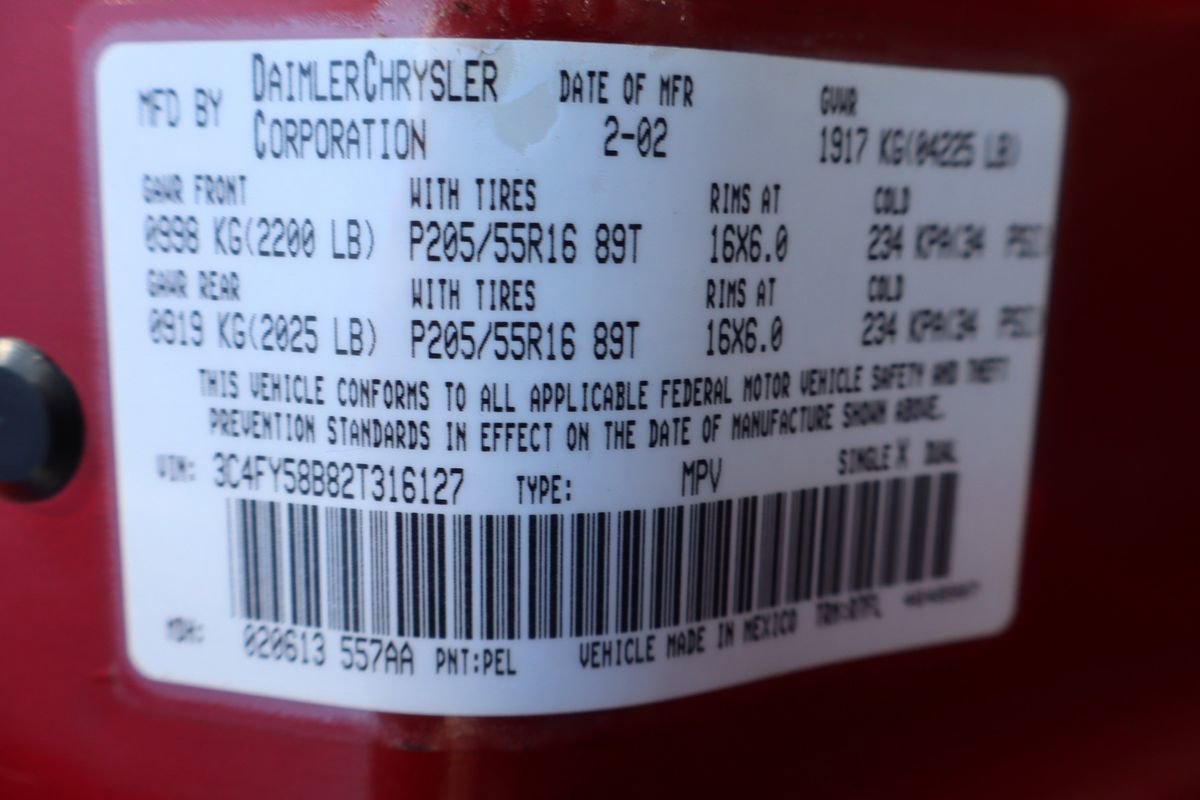 MFD BY DAIMLERCHRYSLER CORPORATION DATE OF MFR 2-02 GVWR 1917 KG(04225 LB)
GAWR FRONT WITH TIRES RIMS AT COLD
0998 KG(2200 LB) P205/55R16 89T 16X6.0 234 KPA(34 PSI)
GAWR REAR WITH TIRES RIMS AT COLD
0919 KG(2025 LB) P205/55R16 89T 16X6.0 234 KPA(34 PSI)
THIS VEHICLE CONFORMS TO ALL APPLICABLE FEDERAL MOTOR VEHICLE SAFETY AND THEFT
PREVENTION STANDARDS IN EFFECT ON THE DATE OF MANUFACTURE SHOWN ABOVE.
VIN: 3C4FY58B82T316127 TYPE: MPV SINGLE X DUAL
MDH: 020613 557AA PNT:PEL VEHICLE MADE IN MEXICO